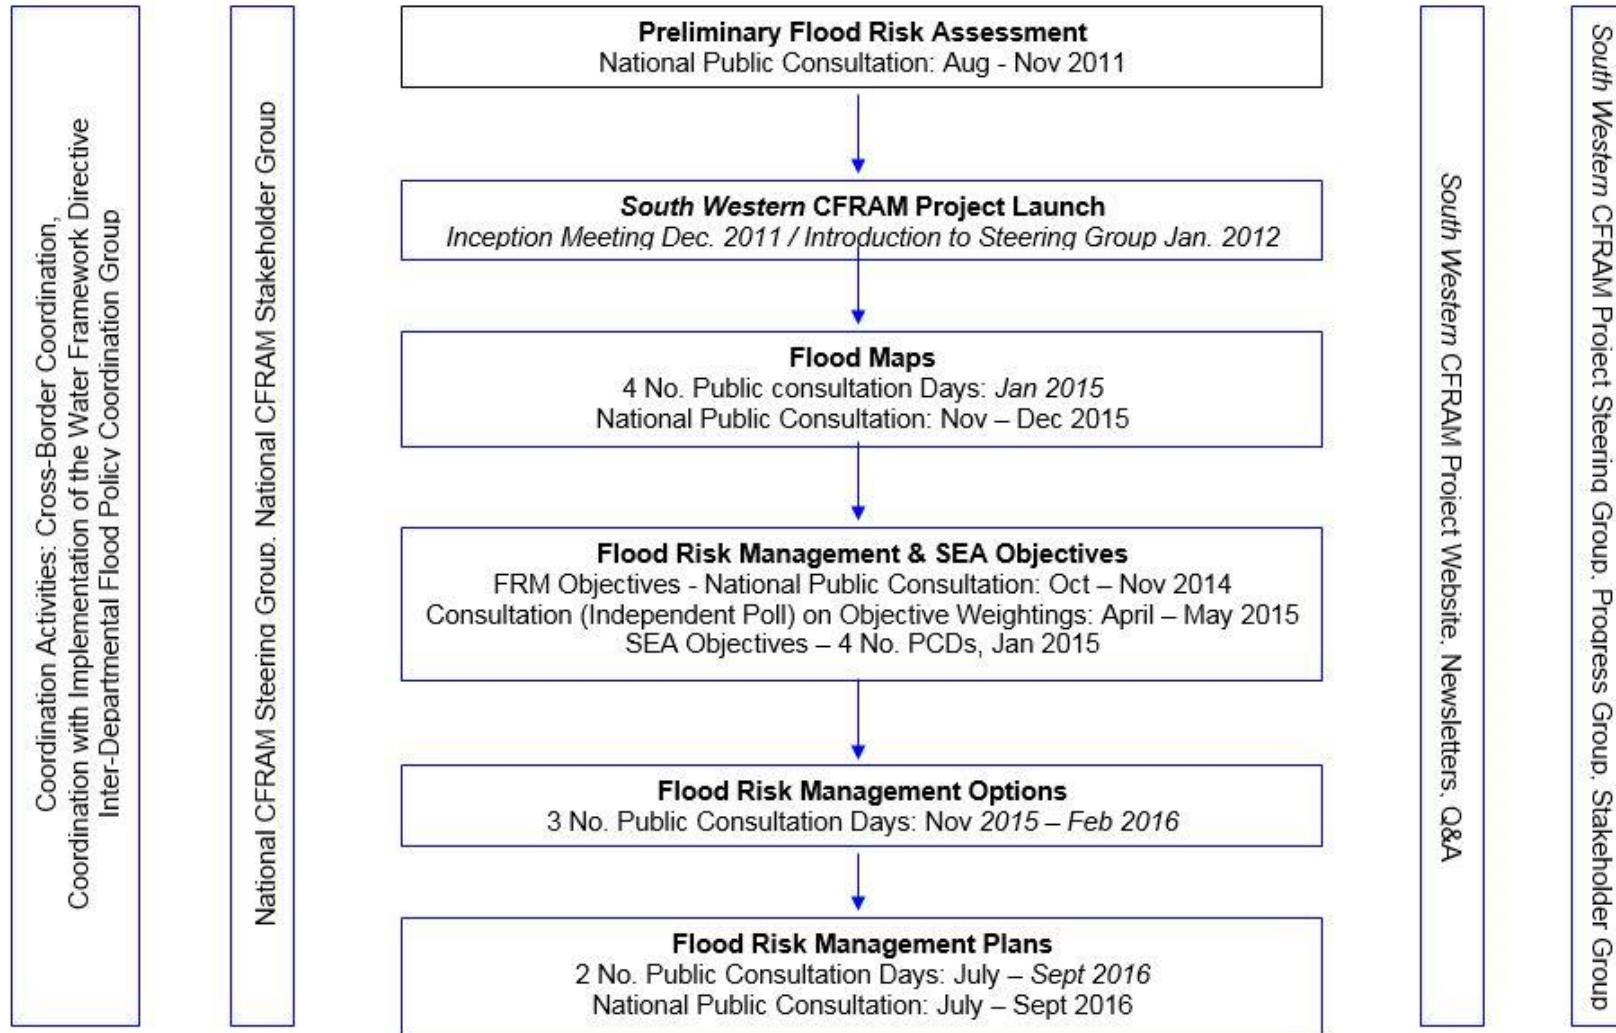 Coordination Activities: Cross-Border Coordination,
Coordination with Implementation of the Water Framework Directive
Inter-Departmental Flood Policy Coordination Group
National CFRAM Steering Group. National CFRAM Stakeholder Group
Preliminary Flood Risk Assessment
National Public Consultation: Aug - Nov 2011
South Western CFRAM Project Launch
Inception Meeting Dec. 2011 / Introduction to Steering Group Jan. 2012
Flood Maps
4 No. Public consultation Days: Jan 2015
National Public Consultation: Nov – Dec 2015
Flood Risk Management & SEA Objectives
FRM Objectives - National Public Consultation: Oct – Nov 2014
Consultation (Independent Poll) on Objective Weightings: April – May 2015
SEA Objectives – 4 No. PCDs, Jan 2015
Flood Risk Management Options
3 No. Public Consultation Days: Nov 2015 – Feb 2016
Flood Risk Management Plans
2 No. Public Consultation Days: July – Sept 2016
National Public Consultation: July – Sept 2016
South Western CFRAM Project Website, Newsletters, Q&A
South Western CFRAM Project Steering Group, Progress Group, Stakeholder Group